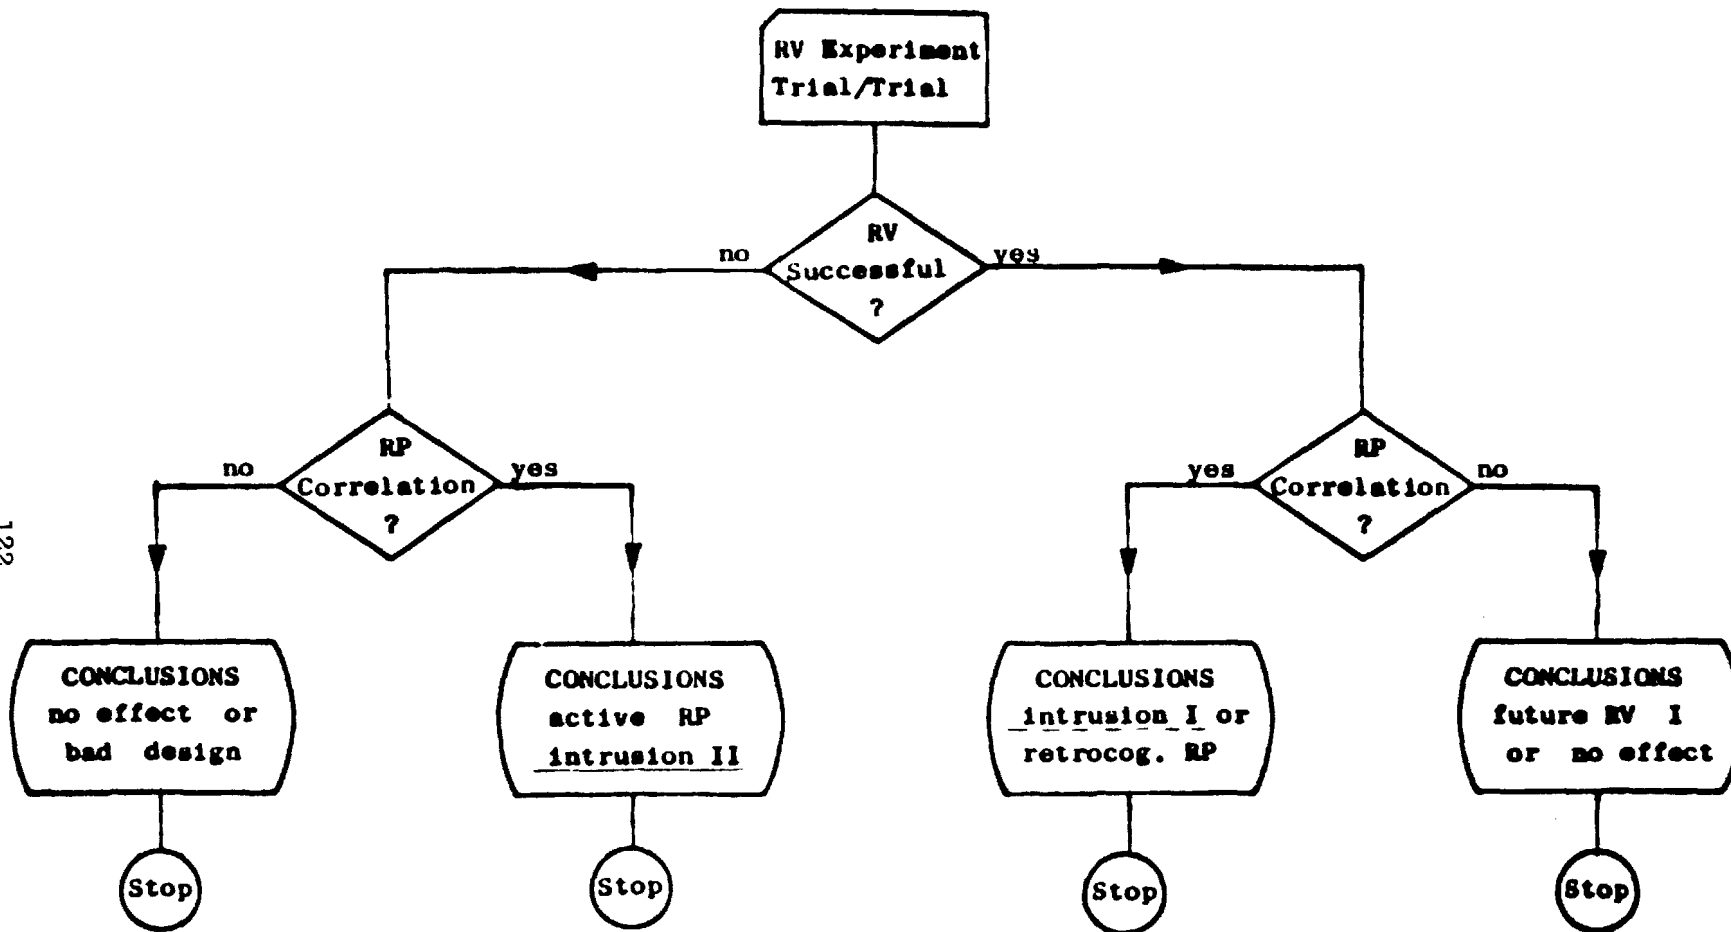 RV Experiment
Trial/Trial
RV
Successful
?
no
yes
RP
Correlation
?
no
yes
RP
Correlation
?
yes
no
CONCLUSIONS
no effect or
bad design
CONCLUSIONS
active RP
intrusion II
CONCLUSIONS
intrusion I or
retrocog. RP
CONCLUSIONS
future RV I
or no effect
Stop
Stop
Stop
Stop
122